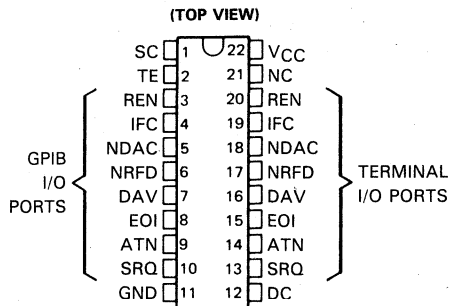 (TOP VIEW)
SC 1 22 VCC
TE 2 21 NC
REN 3 20 REN
IFC 4 19 IFC
NDAC 5 18 NDAC
GPIB
I/O
PORTS
NRFD 6 17 NRFD
TERMINAL
I/O PORTS
DAV 7 16 DAV
EOI 8 15 EOI
ATN 9 14 ATN
SRQ 10 13 SRQ
GND 11 12 DC